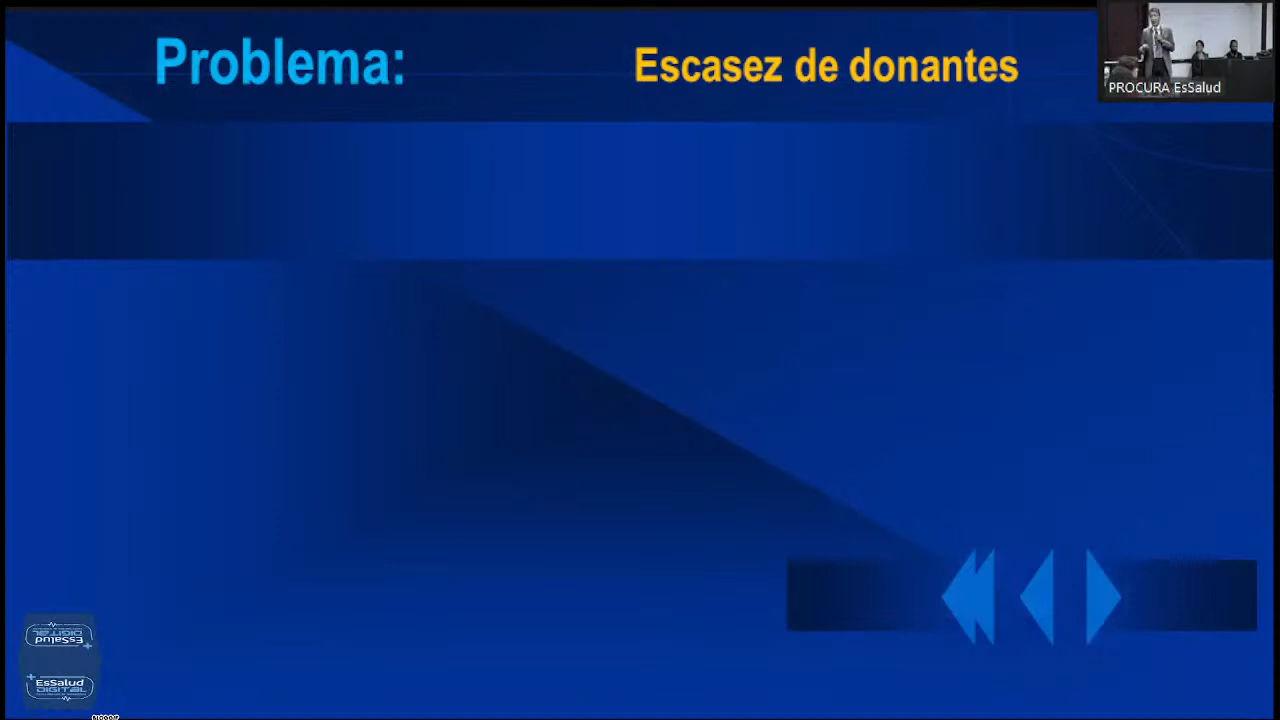 Problema:
Escasez de donantes
PROCURA EsSalud
EsSalud
DIGITAL
EsSalud
DIGITAL